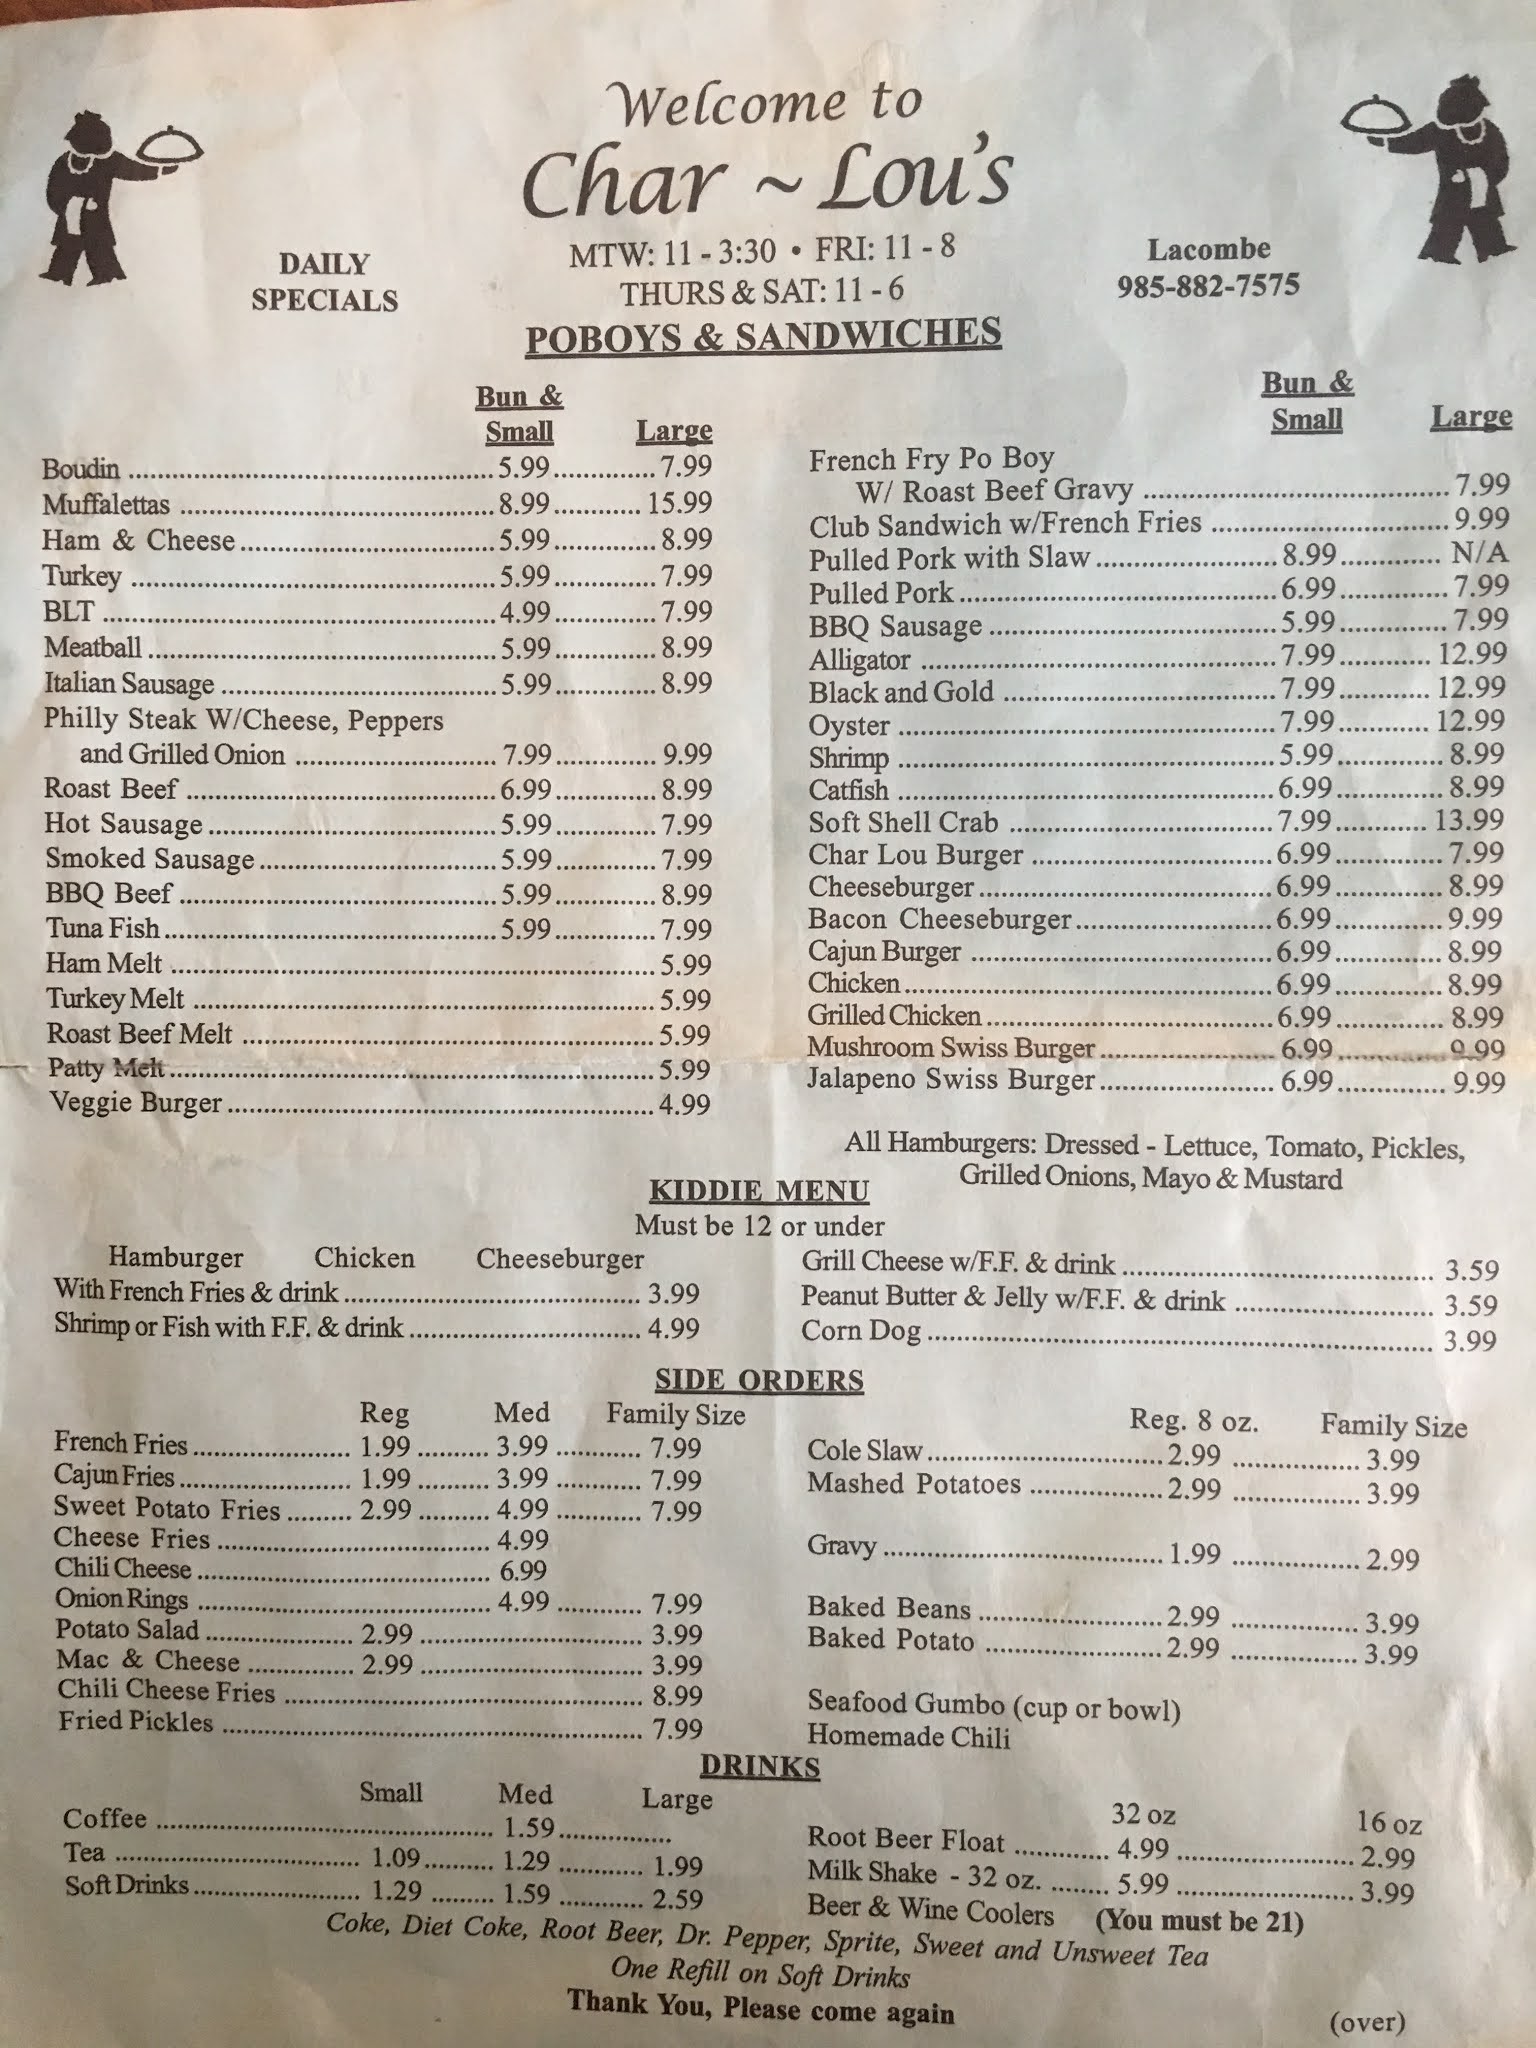 Welcome to
Char ~ Lou's
MTW: 11 - 3:30 • FRI: 11 - 8
THURS & SAT: 11 - 6
DAILY
SPECIALS
Lacombe
985-882-7575
POBOYS & SANDWICHES
Bun &
Small Large
Boudin 5.99 7.99
Muffalettas 8.99 15.99
Ham & Cheese 5.99 8.99
Turkey 5.99 7.99
BLT 4.99 7.99
Meatball 5.99 8.99
Italian Sausage 5.99 8.99
Philly Steak W/Cheese, Peppers
and Grilled Onion 7.99 9.99
Roast Beef 6.99 8.99
Hot Sausage 5.99 7.99
Smoked Sausage 5.99 7.99
BBQ Beef 5.99 8.99
Tuna Fish 5.99 7.99
Ham Melt 5.99
Turkey Melt 5.99
Roast Beef Melt 5.99
Patty Melt 5.99
Veggie Burger 4.99
Bun &
Small Large
French Fry Po Boy
W/ Roast Beef Gravy 7.99
Club Sandwich w/French Fries 9.99
Pulled Pork with Slaw 8.99 N/A
Pulled Pork 6.99 7.99
BBQ Sausage 5.99 7.99
Alligator 7.99 12.99
Black and Gold 7.99 12.99
Oyster 7.99 12.99
Shrimp 5.99 8.99
Catfish 6.99 8.99
Soft Shell Crab 7.99 13.99
Char Lou Burger 6.99 7.99
Cheeseburger 6.99 8.99
Bacon Cheeseburger 6.99 9.99
Cajun Burger 6.99 8.99
Chicken 6.99 8.99
Grilled Chicken 6.99 8.99
Mushroom Swiss Burger 6.99 9.99
Jalapeno Swiss Burger 6.99 9.99
All Hamburgers: Dressed - Lettuce, Tomato, Pickles,
Grilled Onions, Mayo & Mustard
KIDDIE MENU
Must be 12 or under
Hamburger Chicken Cheeseburger
With French Fries & drink 3.99
Shrimp or Fish with F.F. & drink 4.99
Grill Cheese w/F.F. & drink 3.59
Peanut Butter & Jelly w/F.F. & drink 3.59
Corn Dog 3.99
SIDE ORDERS
Reg Med Family Size
French Fries 1.99 3.99 7.99
Cajun Fries 1.99 3.99 7.99
Sweet Potato Fries 2.99 4.99 7.99
Cheese Fries 4.99
Chili Cheese 6.99
Onion Rings 4.99 7.99
Potato Salad 2.99 3.99
Mac & Cheese 2.99 3.99
Chili Cheese Fries 8.99
Fried Pickles 7.99
Reg. 8 oz. Family Size
Cole Slaw 2.99 3.99
Mashed Potatoes 2.99 3.99
Gravy 1.99 2.99
Baked Beans 2.99 3.99
Baked Potato 2.99 3.99
Seafood Gumbo (cup or bowl)
Homemade Chili
DRINKS
Small Med Large
Coffee 1.59
Tea 1.09 1.29 1.99
Soft Drinks 1.29 1.59 2.59
32 oz 16 oz
Root Beer Float 4.99 2.99
Milk Shake - 32 oz. 5.99 3.99
Beer & Wine Coolers (You must be 21)
Coke, Diet Coke, Root Beer, Dr. Pepper, Sprite, Sweet and Unsweet Tea
One Refill on Soft Drinks
Thank You, Please come again
(over)